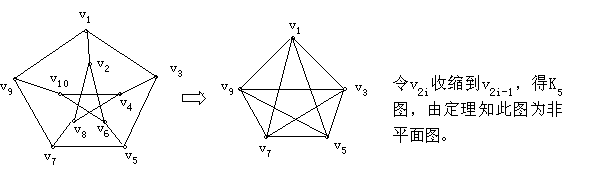 v1
v2
v3
v9
v10
v4
v8
v6
v7
v5
v1
v9
v3
v7
v5
令v2i收缩到v2i-1，得K5
图，由定理知此图为非
平面图。